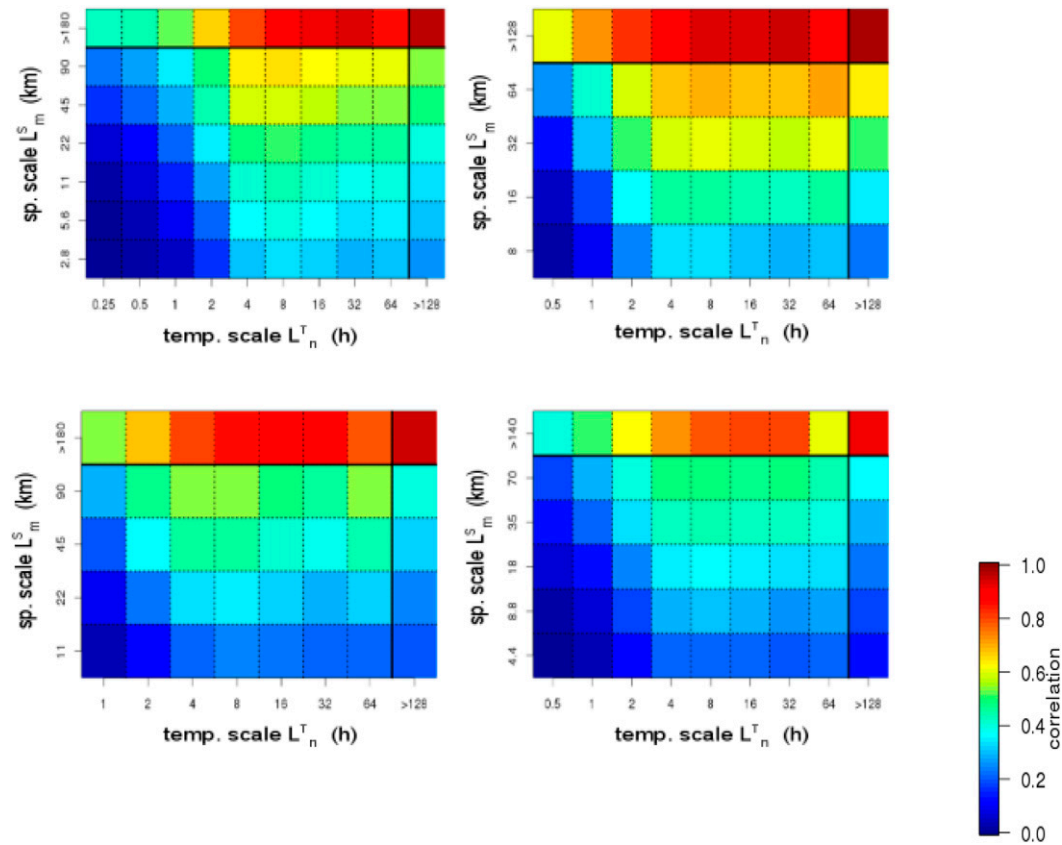 sp. scale L^S_m (km)
>180
90
45
22
11
5.6
2.8
0.25 0.5 1 2 4 8 16 32 64 >128
temp. scale L^T_n (h)
sp. scale L^S_m (km)
>128
64
32
16
8
0.5 1 2 4 8 16 32 64 >128
temp. scale L^T_n (h)
sp. scale L^S_m (km)
>180
90
45
22
11
1 2 4 8 16 32 64 >128
temp. scale L^T_n (h)
sp. scale L^S_m (km)
>140
70
35
18
8.8
4.4
0.5 1 2 4 8 16 32 64 >128
temp. scale L^T_n (h)
1.0
0.8
0.6
0.4
0.2
0.0
correlation